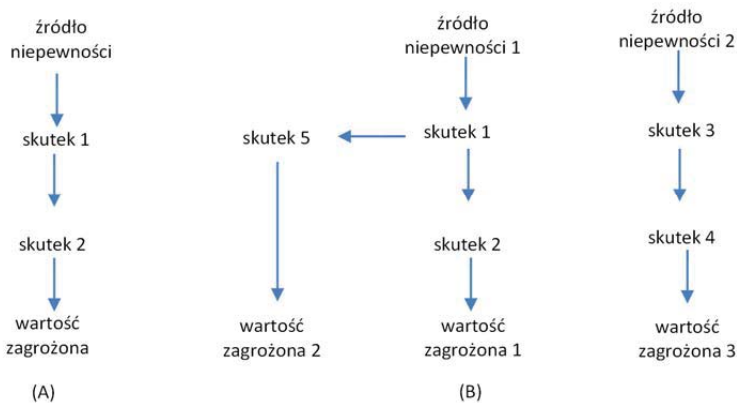 źródło
niepewności
skutek 1
skutek 2
wartość
zagrożona
(A)
źródło
niepewności 1
skutek 5
skutek 1
skutek 2
wartość
zagrożona 2
wartość
zagrożona 1
(B)
źródło
niepewności 2
skutek 3
skutek 4
wartość
zagrożona 3